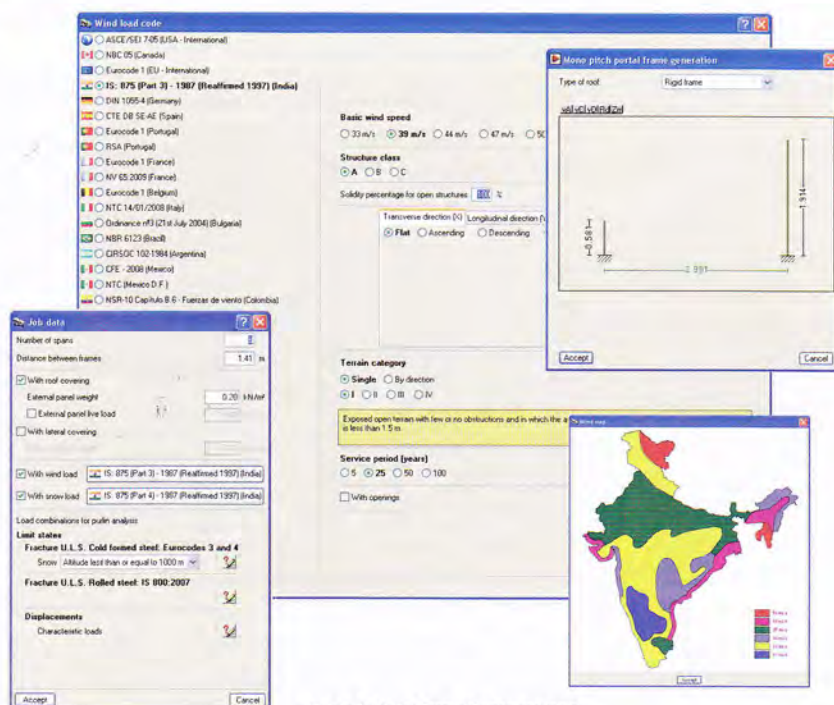 Wind load code
ASCE/SEI 7-05 (USA - International)
NBC 05 (Canada)
Eurocode 1 (EU - International)
IS: 875 (Part 3) - 1987 (Reaffirmed 1997) (India)
DIN 1055-4 (Germany)
CTE DB SE-AE (Spain)
Eurocode 1 (Portugal)
RSA (Portugal)
Eurocode 1 (France)
NV 65 2009 (France)
Eurocode 1 (Belgium)
NTC 14/01/2008 (Italy)
Ordinance nº3 (21st July 2004) (Bulgaria)
NBR 6123 (Brazil)
CIRSOC 102-1984 (Argentina)
CFE - 2008 (Mexico)
NTC (Mexico D.F.)
NSR-10 Capítulo B.6 - Fuerzas de viento (Colombia)
Basic wind speed
33 m/s 39 m/s 44 m/s 47 m/s 50
Structure class
A B C
Solidity percentage for open structures %
Transverse direction (X) Longitudinal direction
Flat Ascending Descending
Terrain category
Single By direction
I II III IV
Exposed open terrain with few or no obstructions and in which the a
is less than 1.5 m.
Service period (years)
5 25 50 100
With openings
Mono pitch portal frame generation
Type of roof: Rigid frame
0.581
1.914
2.991
Accept Cancel
Job data
Number of spans
Distance between frames 1.41 m
With roof covering
External panel weight 0.20 kN/m²
External panel live load
With lateral covering
With wind load IS: 875 (Part 3) - 1987 (Reaffirmed 1997) (India)
With snow load IS: 875 (Part 4) - 1987 (Reaffirmed 1997) (India)
Load combinations for purlin analysis
Limit states
Fracture U.L.S. Cold formed steel: Eurocodes 3 and 4
Snow Altitude less than or equal to 1000 m
Fracture U.L.S. Rolled steel: IS 800:2007
Displacements
Characteristic loads
Accept Cancel
Wind map
Accept